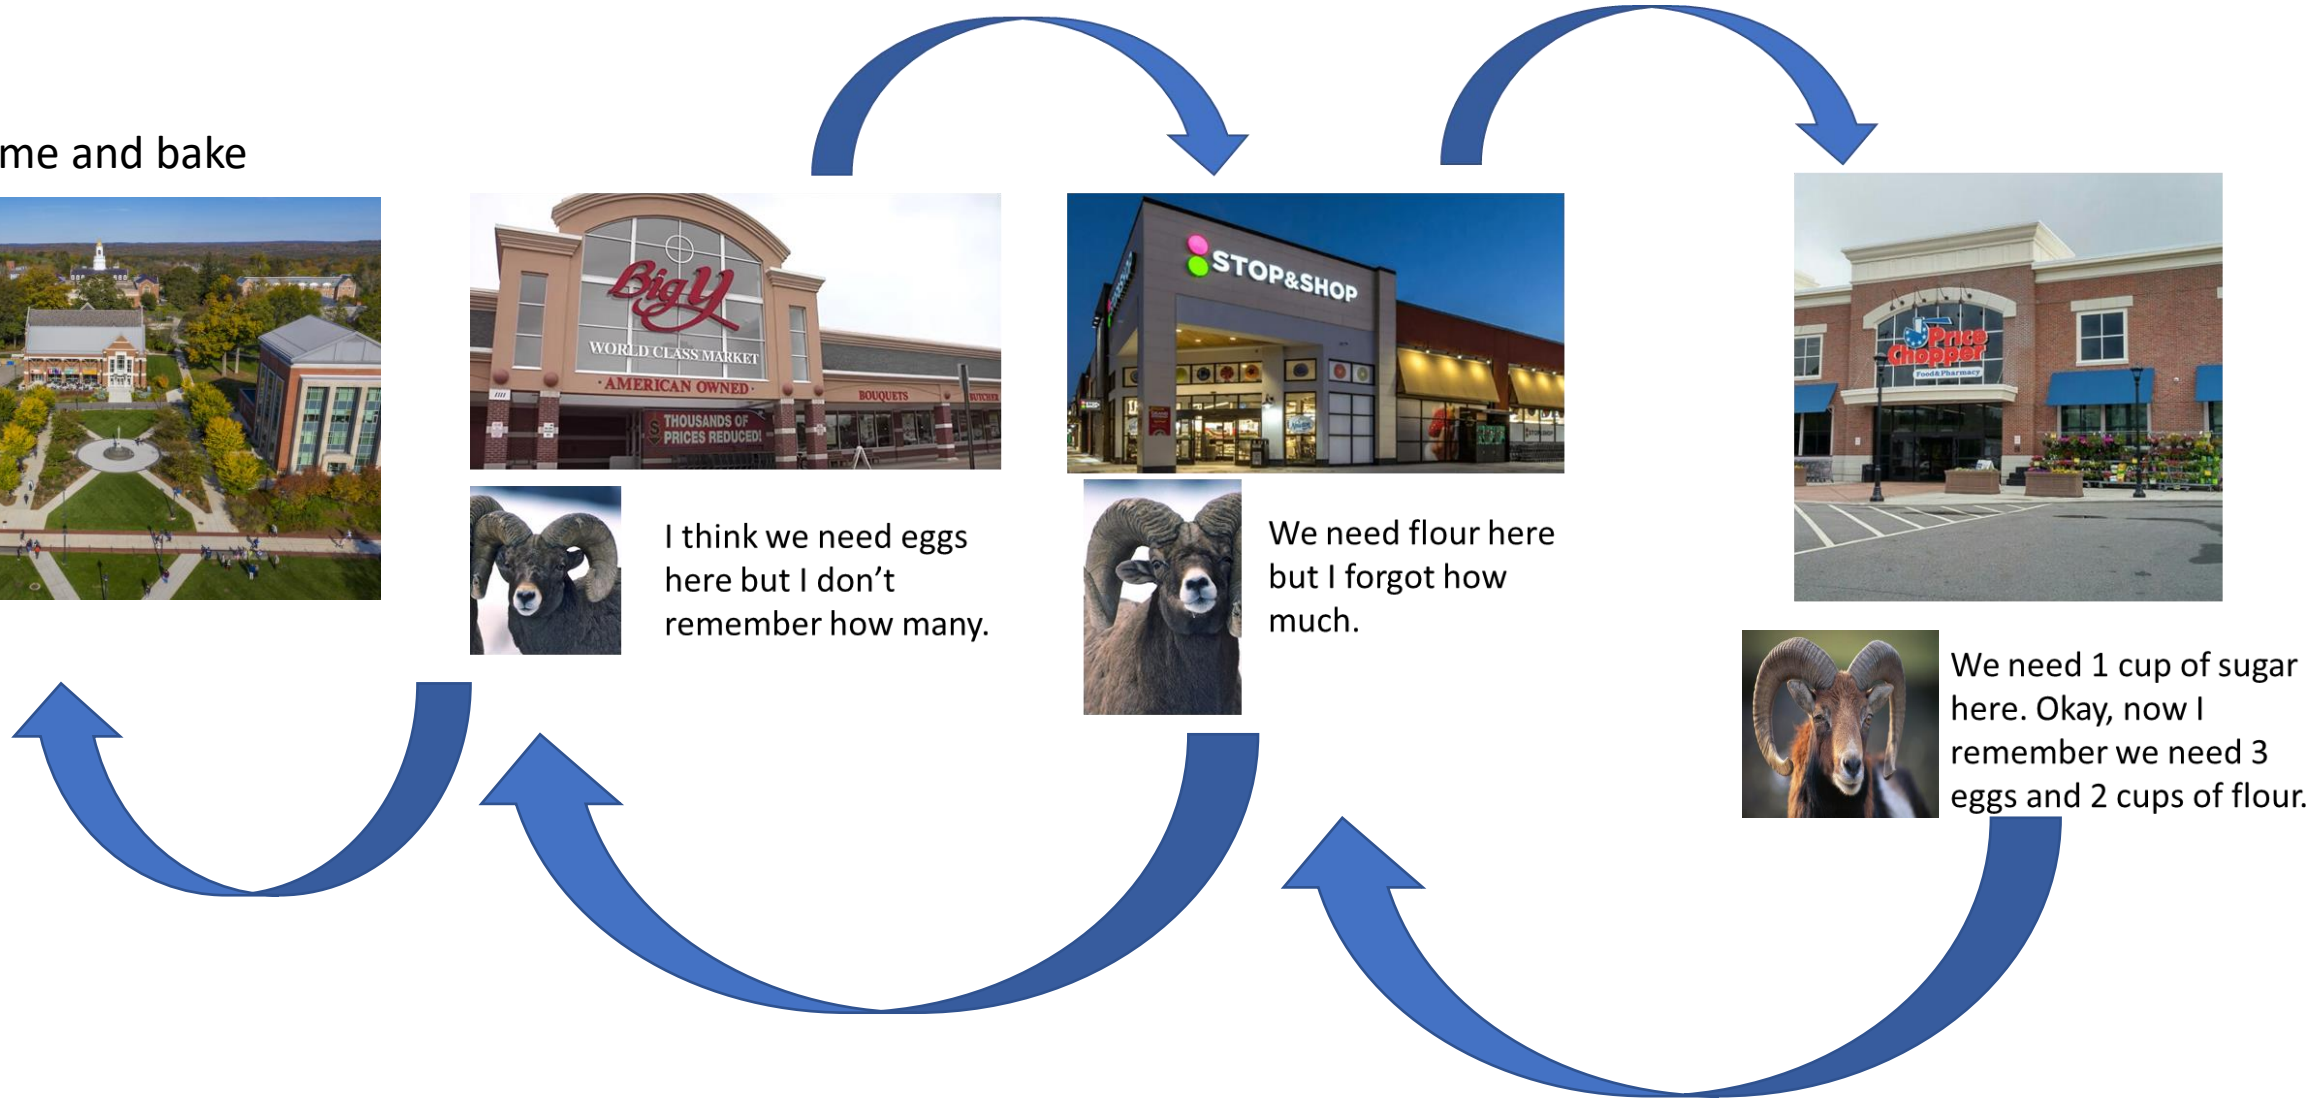 me and bake
Big Y
WORLD CLASS MARKET
· AMERICAN OWNED ·
THOUSANDS OF
PRICES REDUCED!
BOUQUETS
BUTCHER
STOP&SHOP
Price
Chopper
Food & Pharmacy
I think we need eggs
here but I don’t
remember how many.
We need flour here
but I forgot how
much.
We need 1 cup of sugar
here. Okay, now I
remember we need 3
eggs and 2 cups of flour.